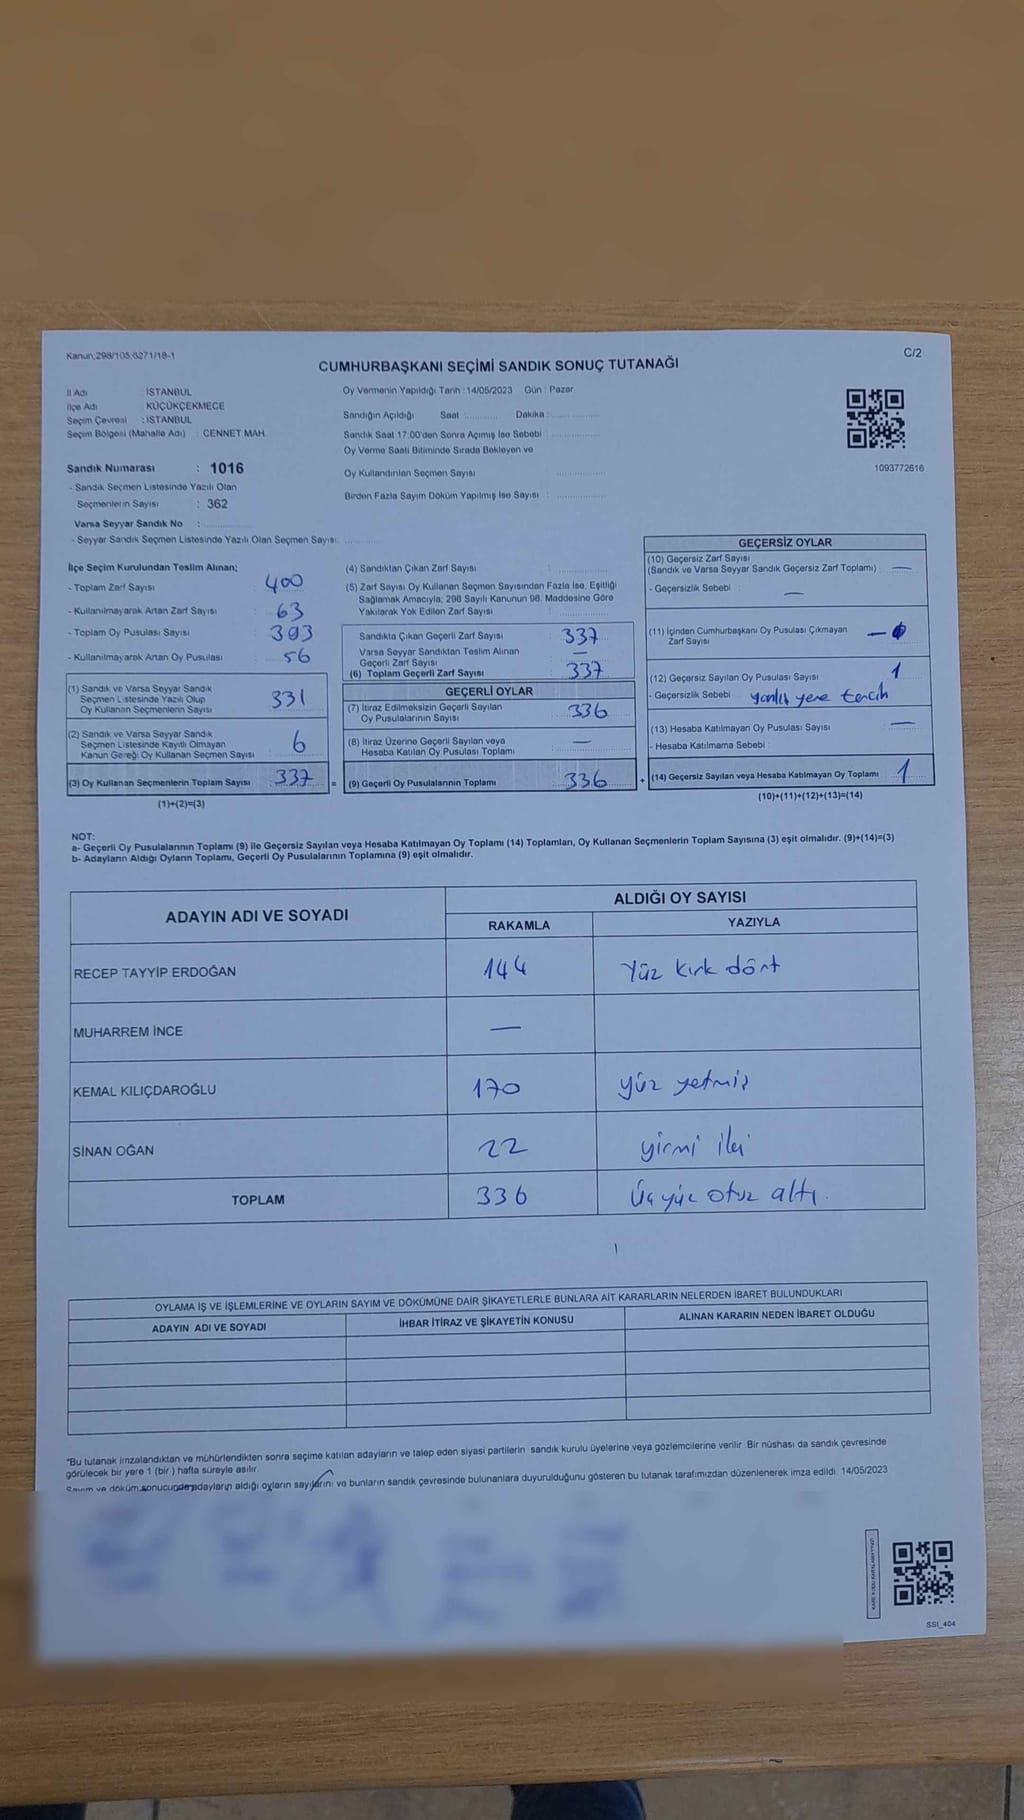 Kanun;298/105;6271/18-1
C/2
CUMHURBAŞKANI SEÇİMİ SANDIK SONUÇ TUTANAĞI
İl Adı İSTANBUL
İlçe Adı KÜÇÜKÇEKMECE
Seçim Çevresi : İSTANBUL
Seçim Bölgesi (Mahalle Adı) : CENNET MAH.
Sandık Numarası : 1016
- Sandık Seçmen Listesinde Yazılı Olan
Seçmenlerin Sayısı : 362
Varsa Seyyar Sandık No :
- Seyyar Sandık Seçmen Listesinde Yazılı Olan Seçmen Sayısı:
Oy Vermenin Yapıldığı Tarih : 14/05/2023 Gün : Pazar
Sandığın Açıldığı Saat : Dakika :
Sandık Saat 17:00'den Sonra Açımış İse Sebebi :
Oy Verme Saati Bitiminde Sırada Bekleyen ve
Oy Kullandırılan Seçmen Sayısı :
Birden Fazla Sayım Döküm Yapılmış İse Sayısı :
1093772616
İlçe Seçim Kurulundan Teslim Alınan;
- Toplam Zarf Sayısı : 400
- Kullanılmayarak Artan Zarf Sayısı : 63
- Toplam Oy Pusulası Sayısı : 393
- Kullanılmayarak Artan Oy Pusulası : 56
(1) Sandık ve Varsa Seyyar Sandık
Seçmen Listesinde Yazılı Olup
Oy Kullanan Seçmenlerin Sayısı 331
(2) Sandık ve Varsa Seyyar Sandık
Seçmen Listesinde Kayıtlı Olmayan
Kanun Gereği Oy Kullanan Seçmen Sayısı 6
(3) Oy Kullanan Seçmenlerin Toplam Sayısı 337 =
(1)+(2)=(3)
(4) Sandıktan Çıkan Zarf Sayısı :
(5) Zarf Sayısı Oy Kullanan Seçmen Sayısından Fazla İse, Eşitliği
Sağlamak Amacıyla, 298 Sayılı Kanunun 98. Maddesine Göre
Yakılarak Yok Edilen Zarf Sayısı :
Sandıkta Çıkan Geçerli Zarf Sayısı 337
Varsa Seyyar Sandıktan Teslim Alınan
Geçerli Zarf Sayısı —
(6) Toplam Geçerli Zarf Sayısı 337
GEÇERLİ OYLAR
(7) İtiraz Edilmeksizin Geçerli Sayılan
Oy Pusulalarının Sayısı 336
(8) İtiraz Üzerine Geçerli Sayılan veya
Hesaba Katılan Oy Pusulası Toplamı —
(9) Geçerli Oy Pusulalarının Toplamı 336 +
GEÇERSİZ OYLAR
(10) Geçersiz Zarf Sayısı
(Sandık ve Varsa Seyyar Sandık Geçersiz Zarf Toplamı) —
- Geçersizlik Sebebi : —
(11) İçinden Cumhurbaşkanı Oy Pusulası Çıkmayan
Zarf Sayısı —
(12) Geçersiz Sayılan Oy Pusulası Sayısı 1
- Geçersizlik Sebebi : yanlış yere tercih
(13) Hesaba Katılmayan Oy Pusulası Sayısı —
- Hesaba Katılmama Sebebi
(14) Geçersiz Sayılan veya Hesaba Katılmayan Oy Toplamı 1
(10)+(11)+(12)+(13)=(14)
NOT:
a- Geçerli Oy Pusulalarının Toplamı (9) ile Geçersiz Sayılan veya Hesaba Katılmayan Oy Toplamı (14) Toplamları, Oy Kullanan Seçmenlerin Toplam Sayısına (3) eşit olmalıdır. (9)+(14)=(3)
b- Adayların Aldığı Oyların Toplamı, Geçerli Oy Pusulalarının Toplamına (9) eşit olmalıdır.
ADAYIN ADI VE SOYADI
ALDIĞI OY SAYISI
RAKAMLA YAZIYLA
RECEP TAYYİP ERDOĞAN 144 Yüz kırk dört
MUHARREM İNCE —
KEMAL KILIÇDAROĞLU 170 yüz yetmiş
SİNAN OĞAN 22 yirmi iki
TOPLAM 336 Üç yüz otuz altı.
OYLAMA İŞ VE İŞLEMLERİNE VE OYLARIN SAYIM VE DÖKÜMÜNE DAİR ŞİKAYETLERLE BUNLARA AİT KARARLARIN NELERDEN İBARET BULUNDUKLARI
ADAYIN ADI VE SOYADI İHBAR İTİRAZ VE ŞİKAYETİN KONUSU ALINAN KARARIN NEDEN İBARET OLDUĞU
"Bu tutanak imzalandıktan ve mühürlendikten sonra seçime katılan adayların ve talep eden siyasi partilerin sandık kurulu üyelerine veya gözlemcilerine verilir. Bir nüshası da sandık çevresinde
görülecek bir yere 1 (bir) hafta süreyle asılır.
Sayım ve döküm sonucunda adayların aldığı oyların sayılarını ve bunların sandık çevresinde bulunanlara duyurulduğunu gösteren bu tutanak tarafımızdan düzenlenerek imza edildi. 14/05/2023
SSI_404